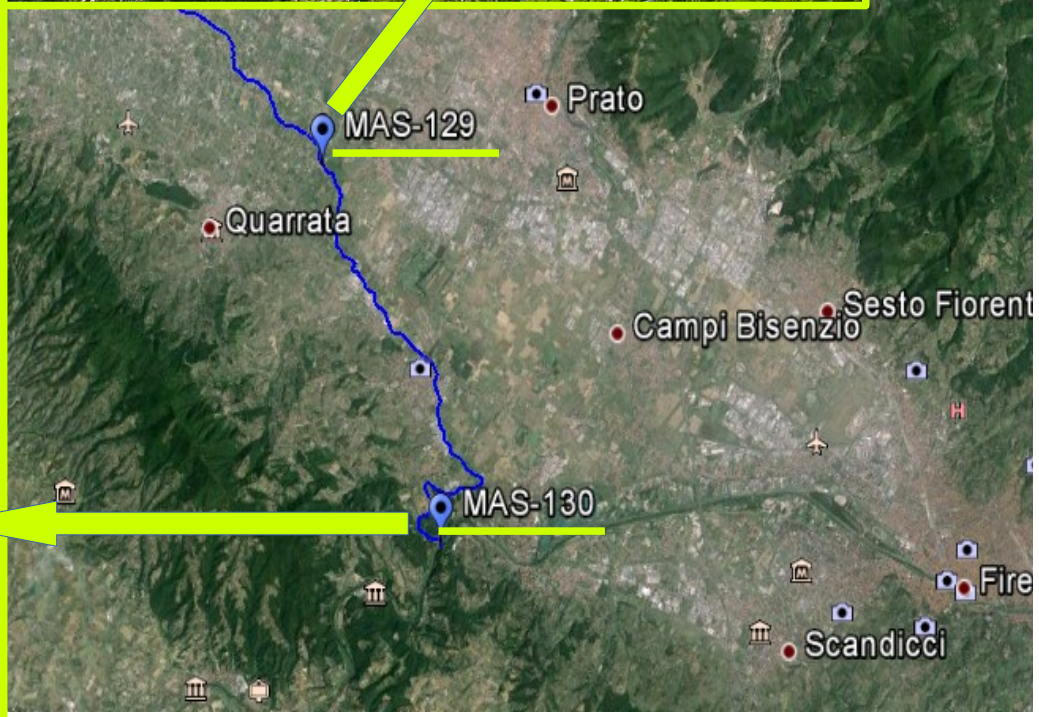 Prato
MAS-129
Quarrata
Sesto Fiorent
Campi Bisenzio
H
M
M
MAS-130
M
Fire
Scandicci